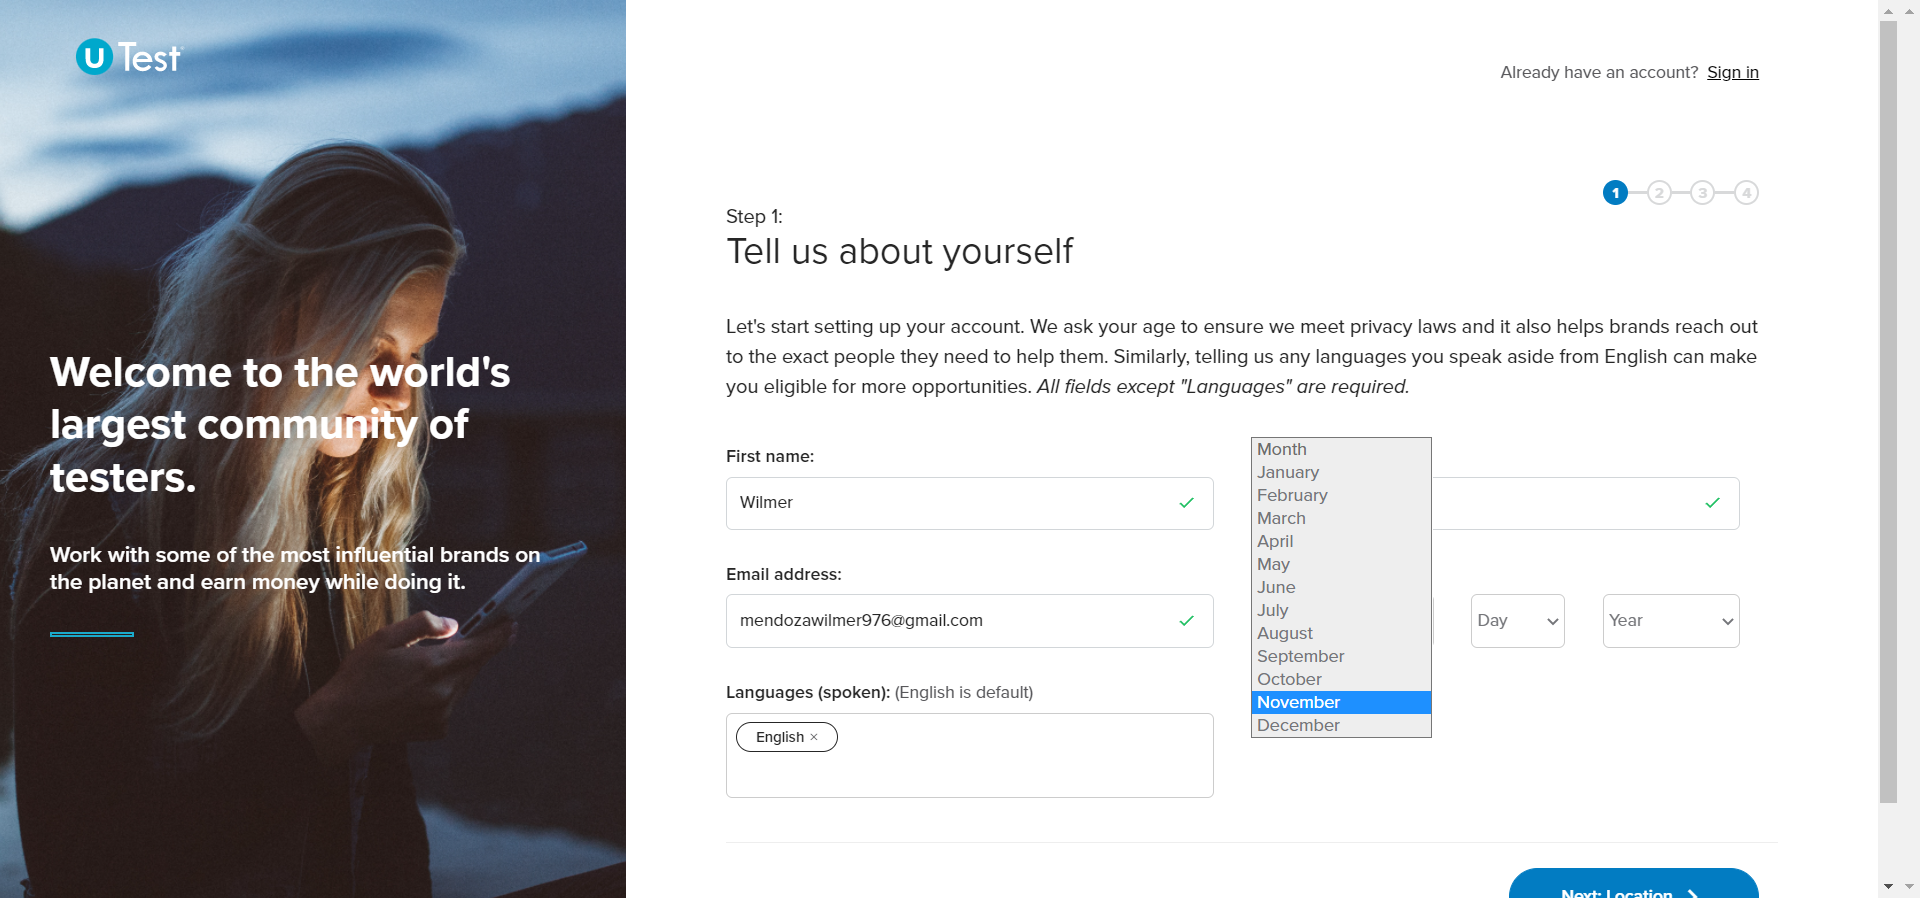 U Test
Already have an account? Sign in
1 2 3 4
Step 1:
Tell us about yourself
Let's start setting up your account. We ask your age to ensure we meet privacy laws and it also helps brands reach out
to the exact people they need to help them. Similarly, telling us any languages you speak aside from English can make
you eligible for more opportunities. All fields except "Languages" are required.
Welcome to the world's
largest community of
testers.
Work with some of the most influential brands on
the planet and earn money while doing it.
First name:
Wilmer
Email address:
mendozawilmer976@gmail.com
Languages (spoken): (English is default)
English ×
Month
January
February
March
April
May
June
July
August
September
October
November
December
Day
Year
Next: Location